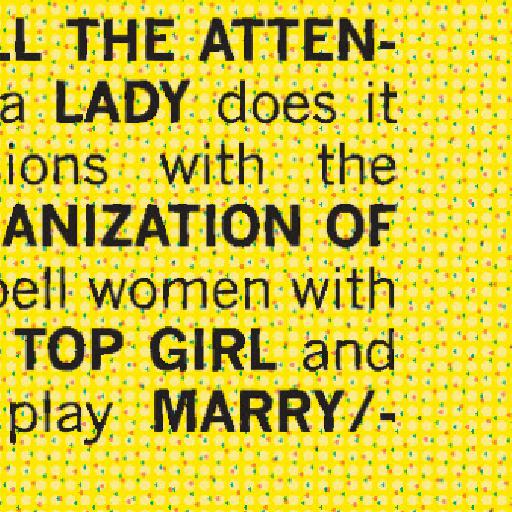 LL THE ATTEN-
a LADY does it
ions with the
ANIZATION OF
pell women with
TOP GIRL and
play MARRY/-